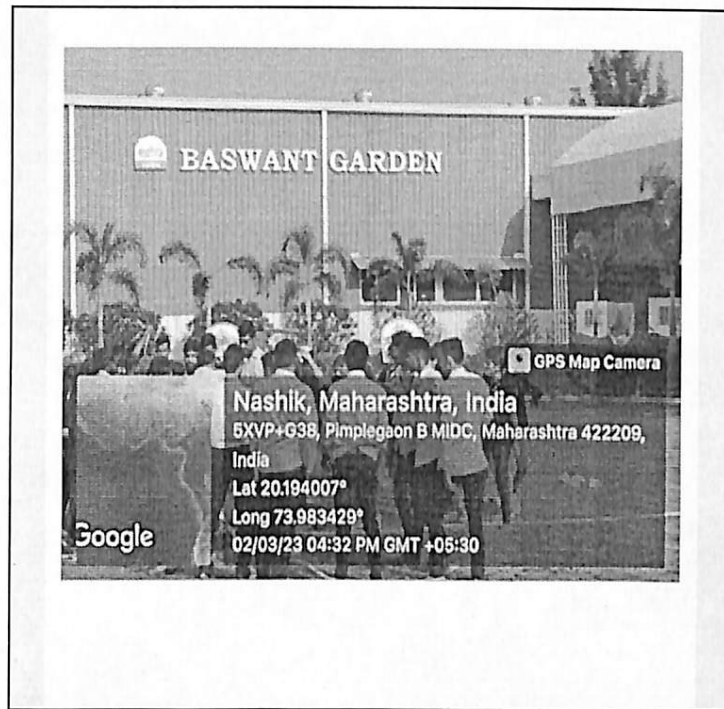 BASWANT GARDEN
GPS Map Camera
Nashik, Maharashtra, India
5XVP+G38, Pimplegaon B MIDC, Maharashtra 422209,
India
Lat 20.194007°
Long 73.983429°
Google
02/03/23 04:32 PM GMT +05:30